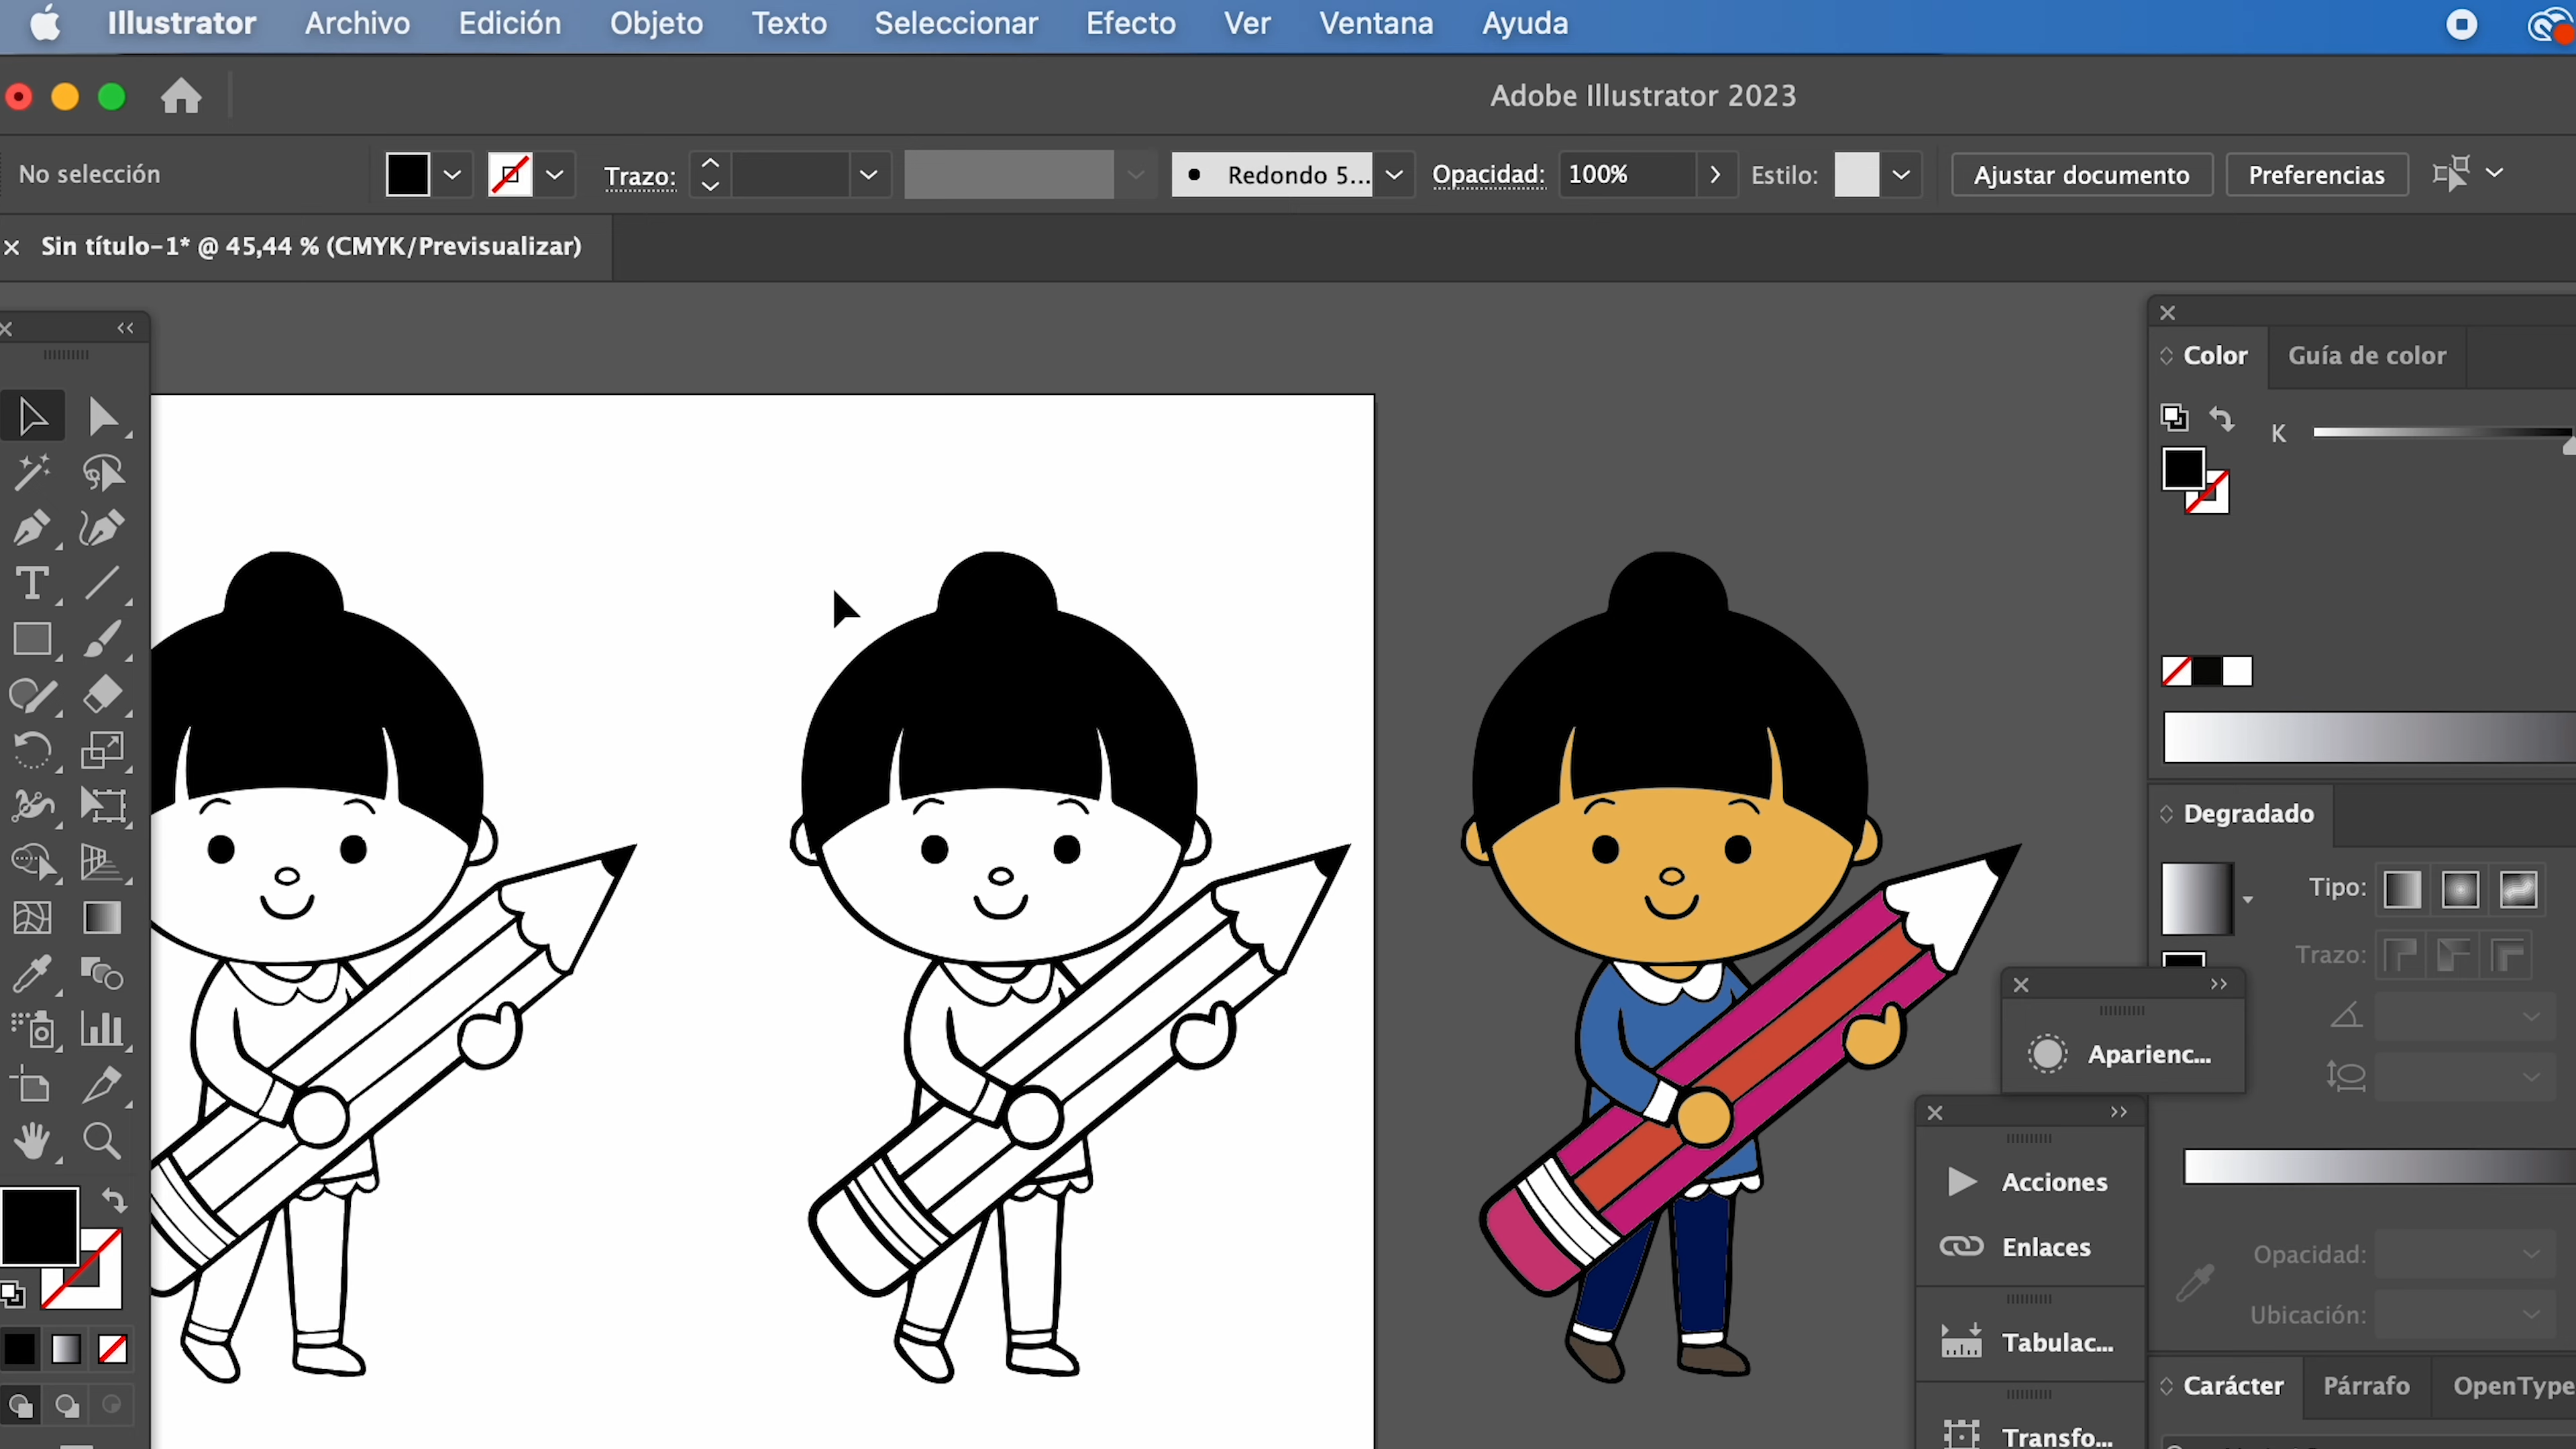 Illustrator Archivo Edición Objeto Texto Seleccionar Efecto Ver Ventana Ayuda
Adobe Illustrator 2023
No selección Trazo: Redondo 5... Opacidad: 100% Estilo: Ajustar documento Preferencias
Sin título-1* @ 45,44 % (CMYK/Previsualizar)
Color Guía de color
K
Degradado
Tipo:
Trazo:
Aparienc...
Acciones
Enlaces
Opacidad:
Ubicación:
Tabulac...
Carácter Párrafo OpenType
Transfo...